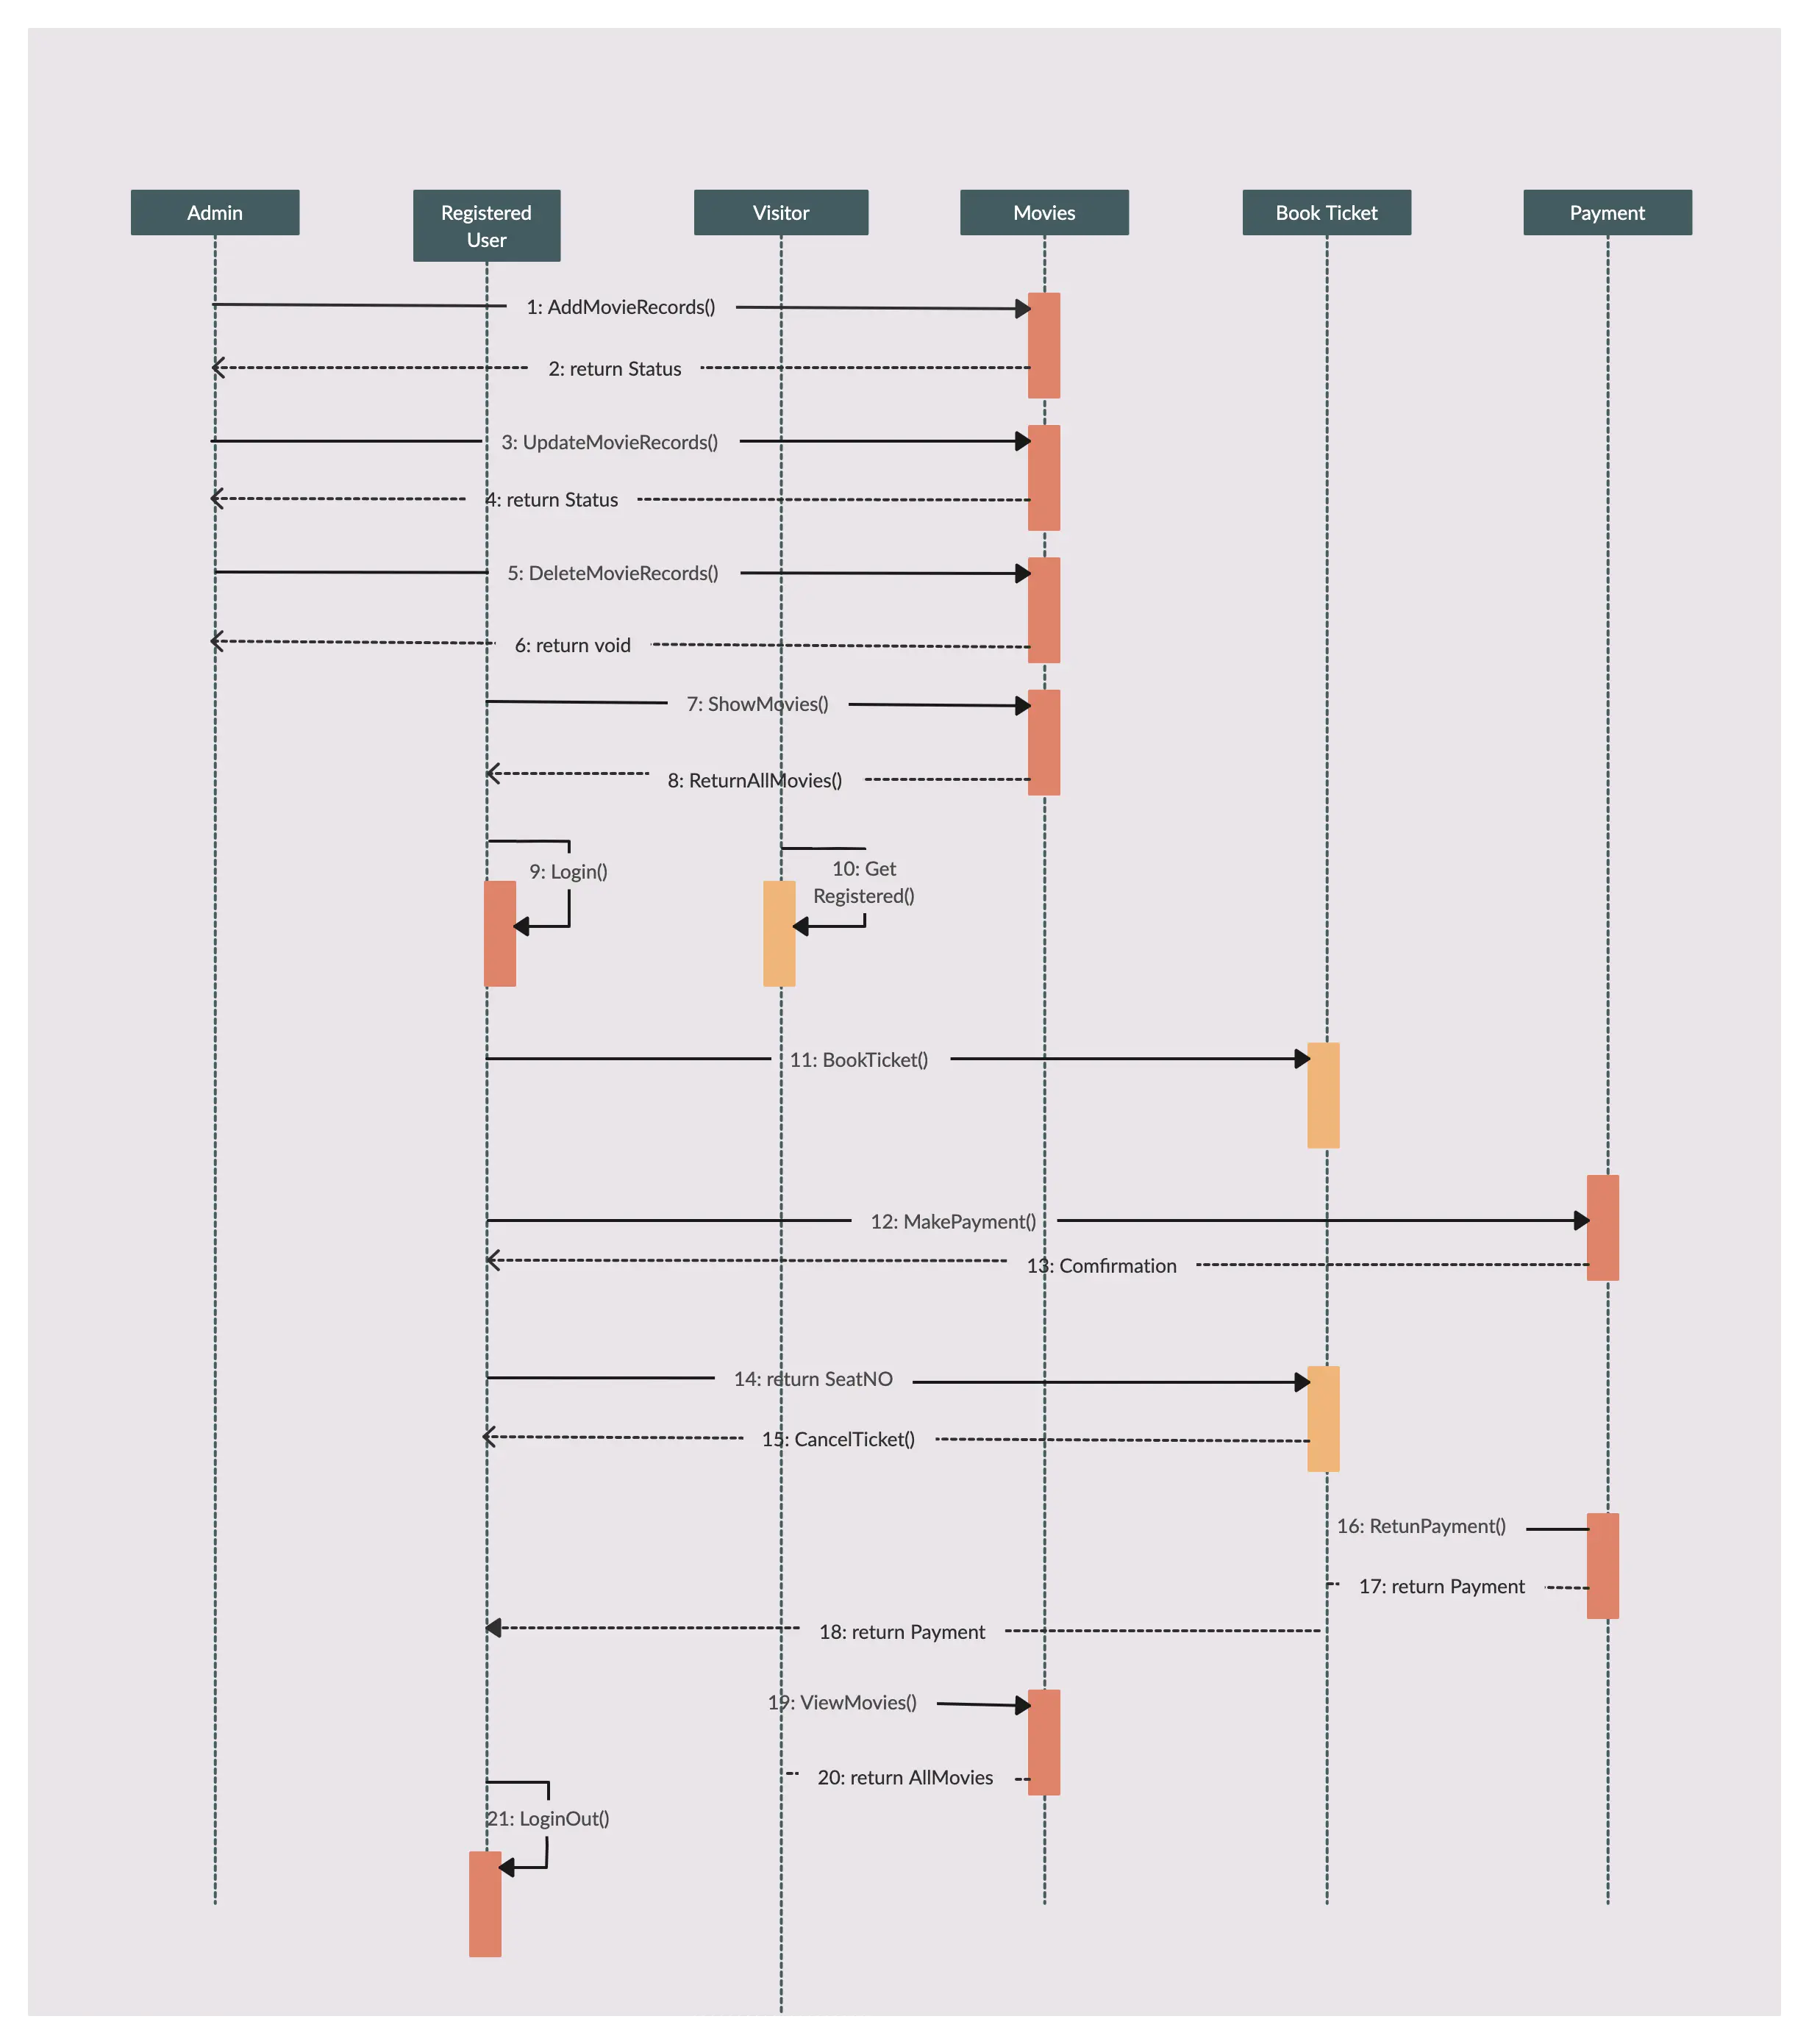 Admin
Registered
User
Visitor
Movies
Book Ticket
Payment
1: AddMovieRecords()
2: return Status
3: UpdateMovieRecords()
4: return Status
5: DeleteMovieRecords()
6: return void
7: ShowMovies()
8: ReturnAllMovies()
9: Login()
10: Get
Registered()
11: BookTicket()
12: MakePayment()
13: Comfirmation
14: return SeatNO
15: CancelTicket()
16: RetunPayment()
17: return Payment
18: return Payment
19: ViewMovies()
20: return AllMovies
21: LoginOut()